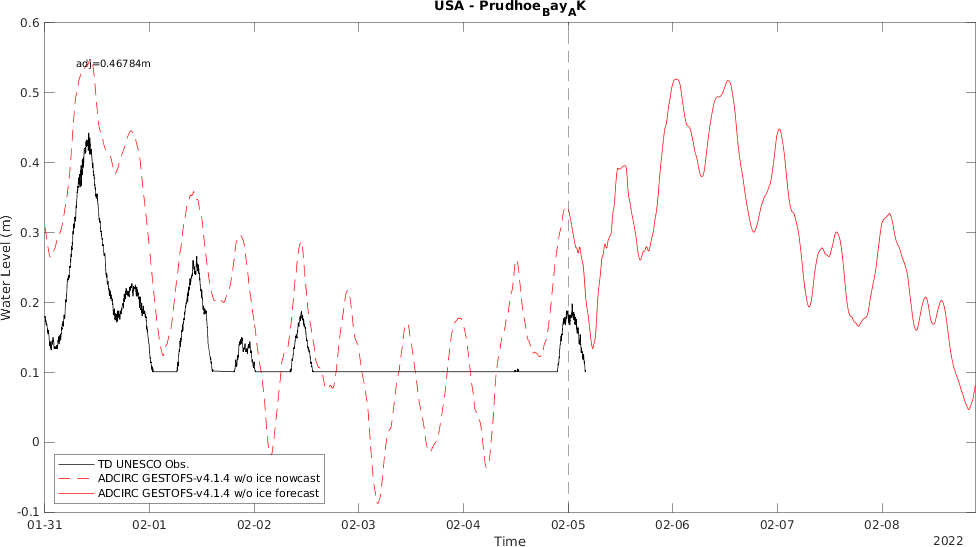 USA - PrudhoeBayAK
0.6
adj=0.46784m
0.5
0.4
0.3
0.2
0.1
0
-0.1
Water Level (m)
TD UNESCO Obs.
ADCIRC GESTOFS-v4.1.4 w/o ice nowcast
ADCIRC GESTOFS-v4.1.4 w/o ice forecast
01-31 02-01 02-02 02-03 02-04 02-05 02-06 02-07 02-08
Time
2022